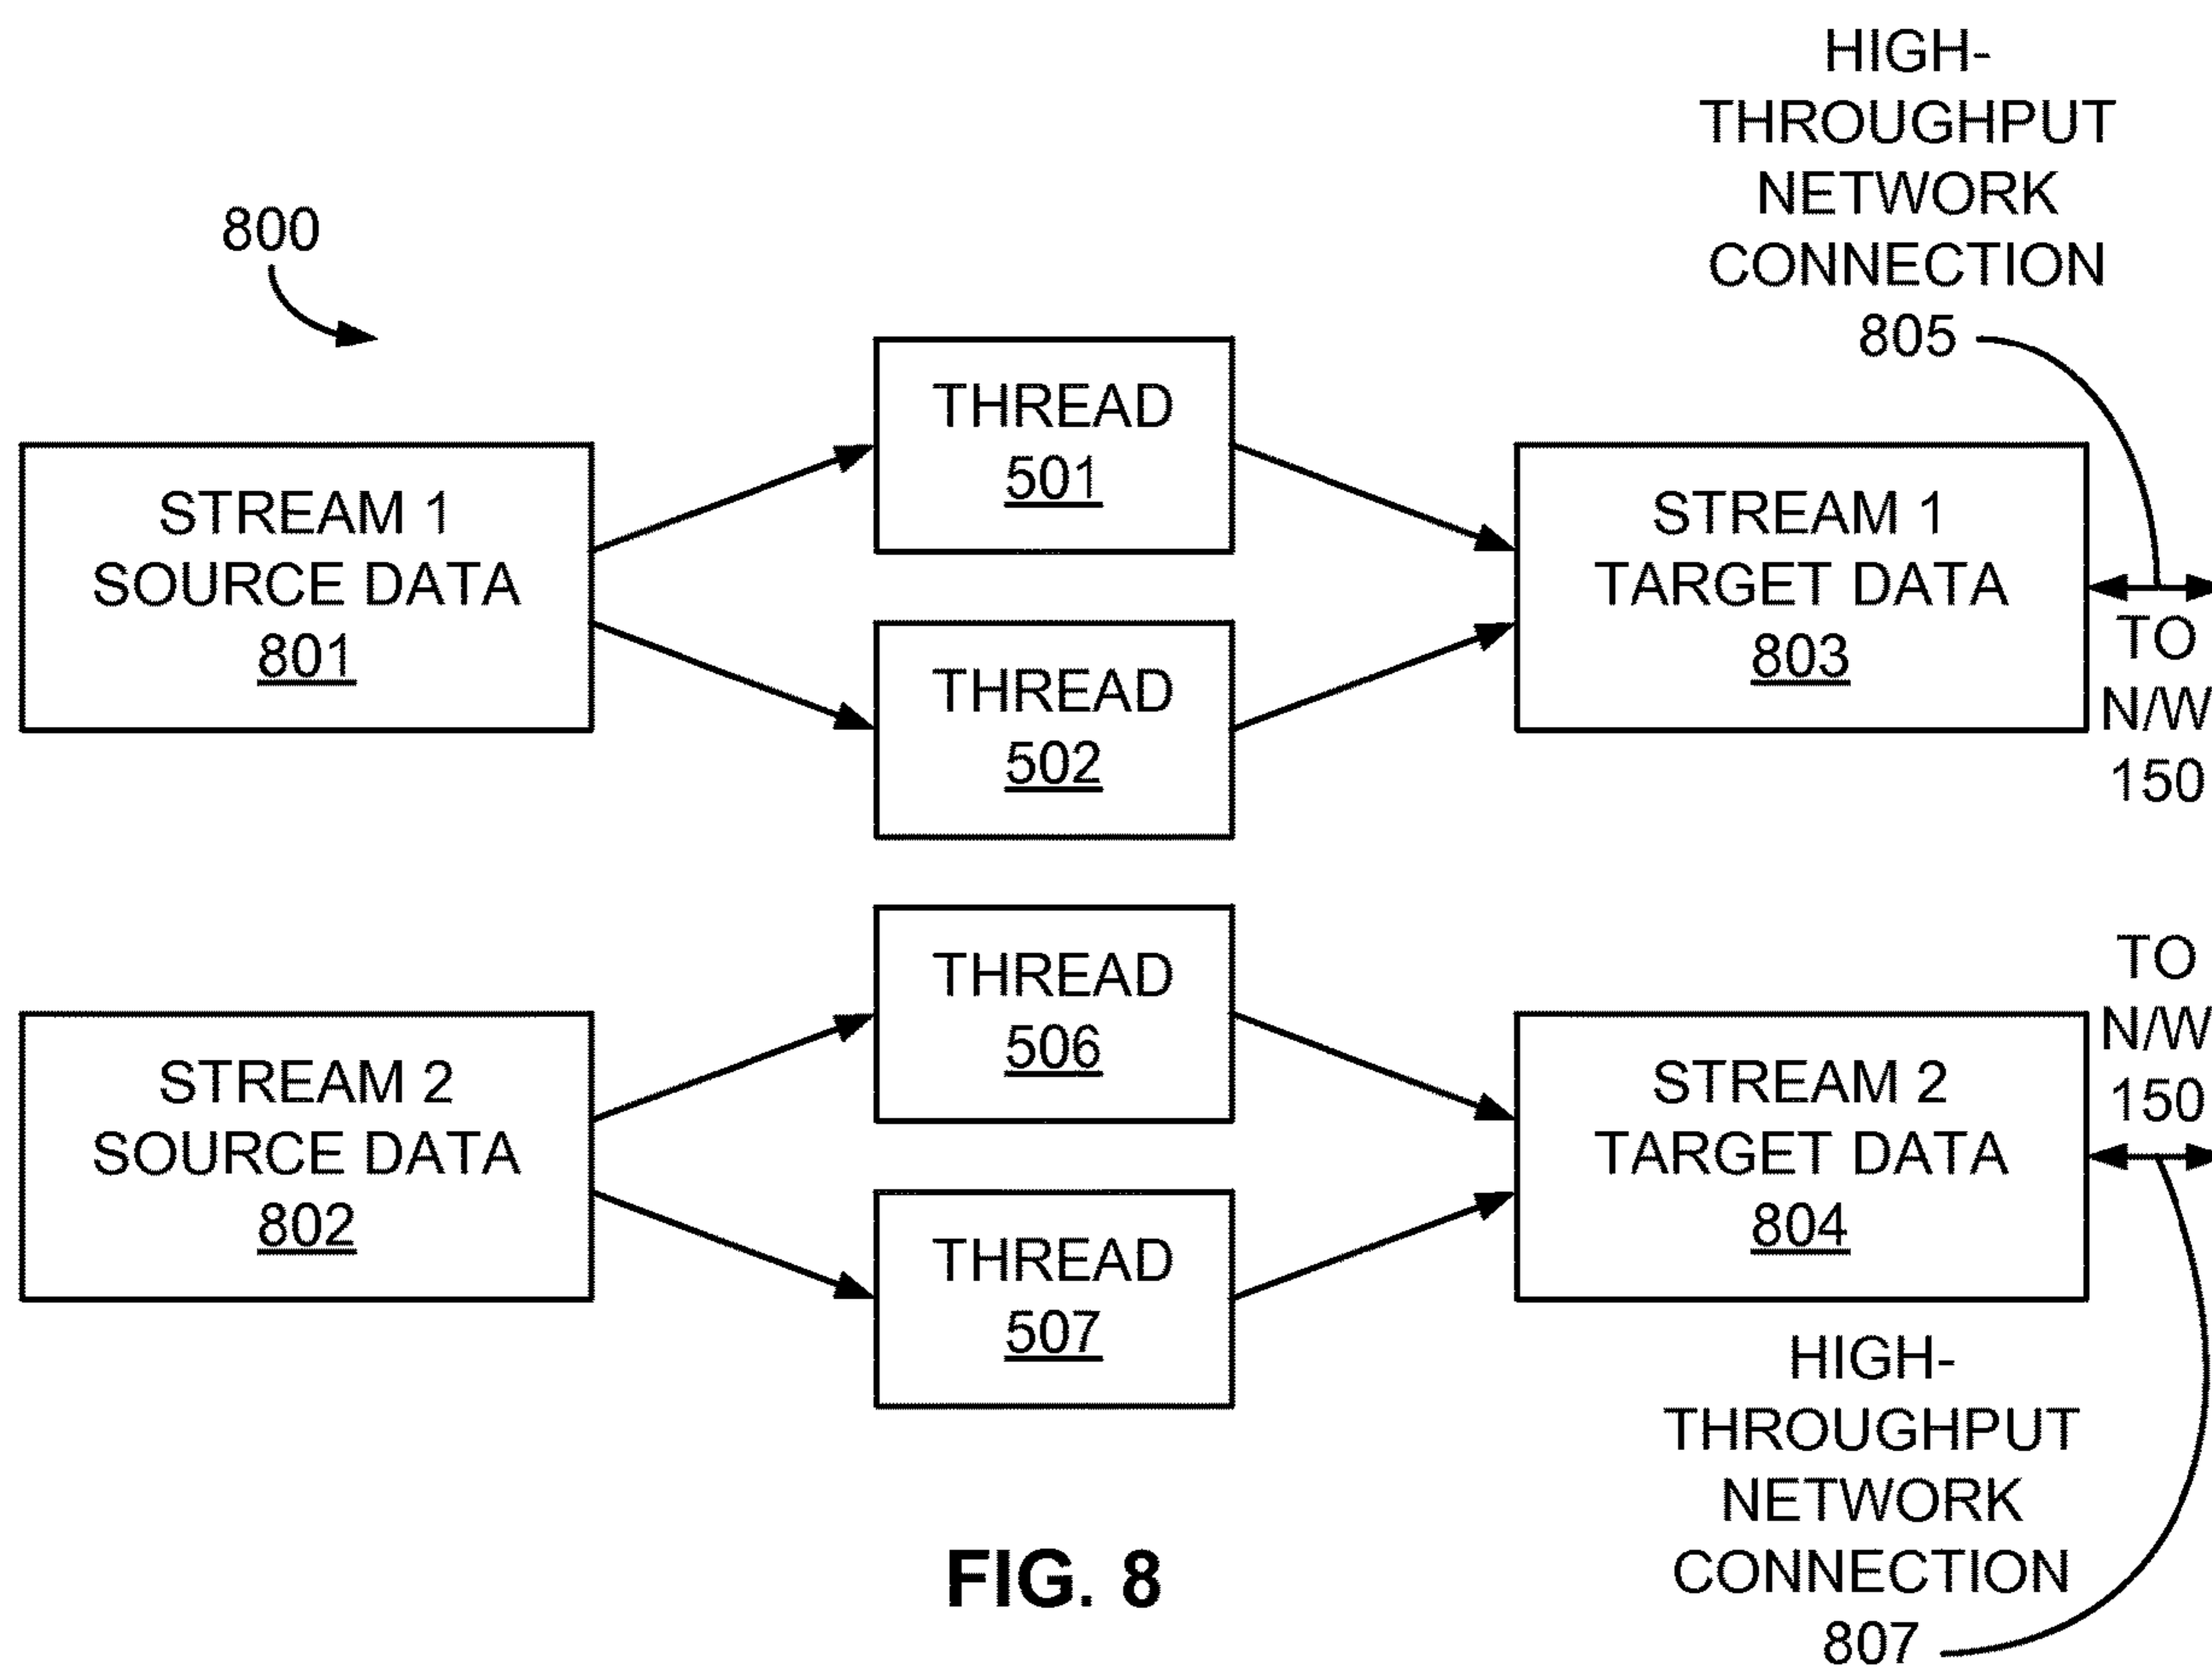 HIGH-
THROUGHPUT
NETWORK
CONNECTION
805
800
STREAM 1
SOURCE DATA
801
THREAD
501
THREAD
502
STREAM 1
TARGET DATA
803
TO
N/W
150
STREAM 2
SOURCE DATA
802
THREAD
506
THREAD
507
STREAM 2
TARGET DATA
804
TO
N/W
150
HIGH-
THROUGHPUT
NETWORK
CONNECTION
807
FIG. 8